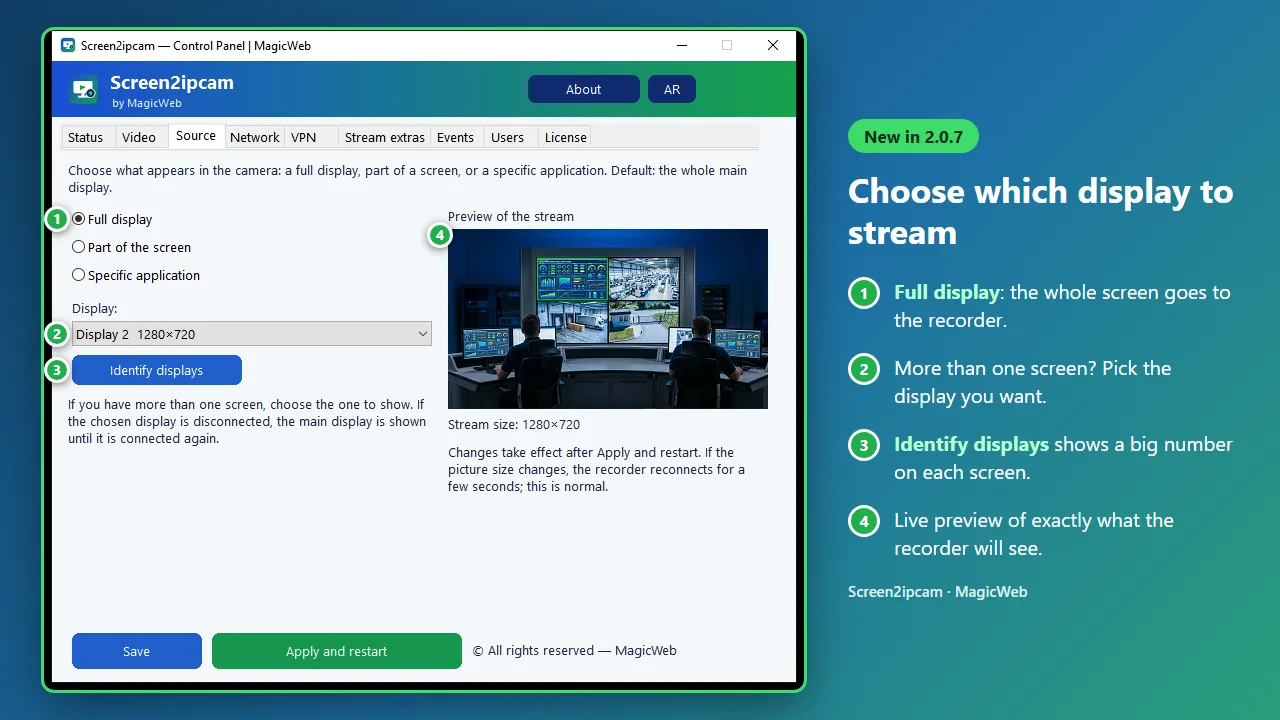 Screen2ipcam — Control Panel | MagicWeb
Screen2ipcam
by MagicWeb
About
AR
Status
Video
Source
Network
VPN
Stream extras
Events
Users
License
Choose what appears in the camera: a full display, part of a screen, or a specific application. Default: the whole main
display.
1
Full display
Part of the screen
Specific application
Display:
2
Display 2 1280×720
3
Identify displays
If you have more than one screen, choose the one to show. If
the chosen display is disconnected, the main display is shown
until it is connected again.
Preview of the stream
4
Stream size: 1280×720
Changes take effect after Apply and restart. If the
picture size changes, the recorder reconnects for a
few seconds; this is normal.
Save
Apply and restart
© All rights reserved — MagicWeb
New in 2.0.7
Choose which display to
stream
1
Full display: the whole screen goes to
the recorder.
2
More than one screen? Pick the
display you want.
3
Identify displays shows a big number
on each screen.
4
Live preview of exactly what the
recorder will see.
Screen2ipcam · MagicWeb